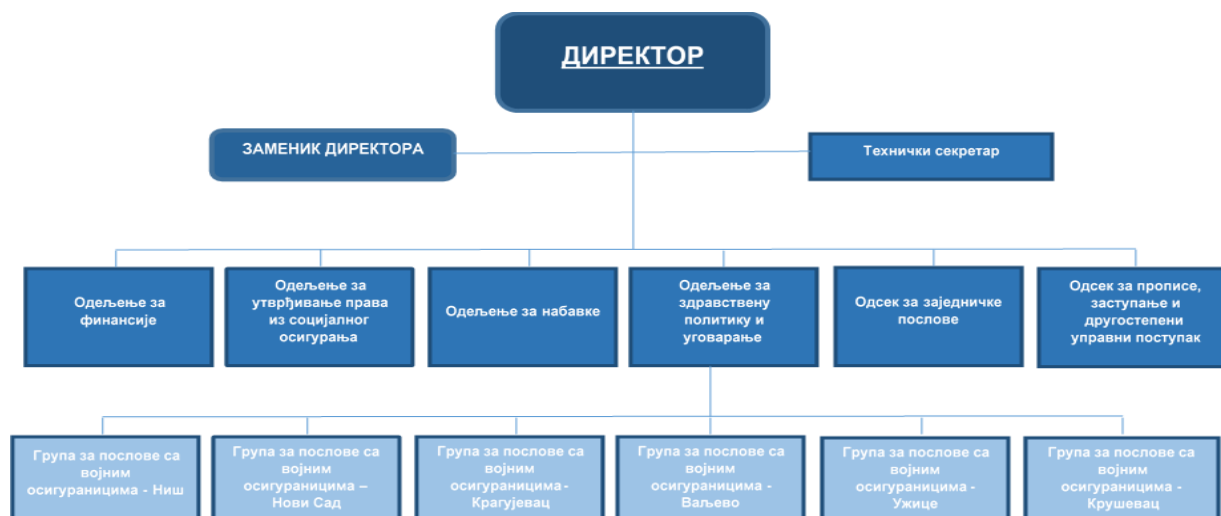 ДИРЕКТОР
ЗАМЕНИК ДИРЕКТОРА
Технички секретар
Одељење за
финансије
Одељење за
утврђивање права
из социјалног
осигурања
Одељење за набавке
Одељење за
здравствену
политику и
уговарање
Одсек за заједничке
послове
Одсек за прописе,
заступање и
другостепени
управни поступак
Група за послове са
војним
осигураницима - Ниш
Група за послове са
војним
осигураницима –
Нови Сад
Група за послове са
војним
осигураницима-
Крагујевац
Група за послове са
војним
осигураницима -
Ваљево
Група за послове са
војним
осигураницима -
Ужице
Група за послове са
војним
осигураницима -
Крушевац